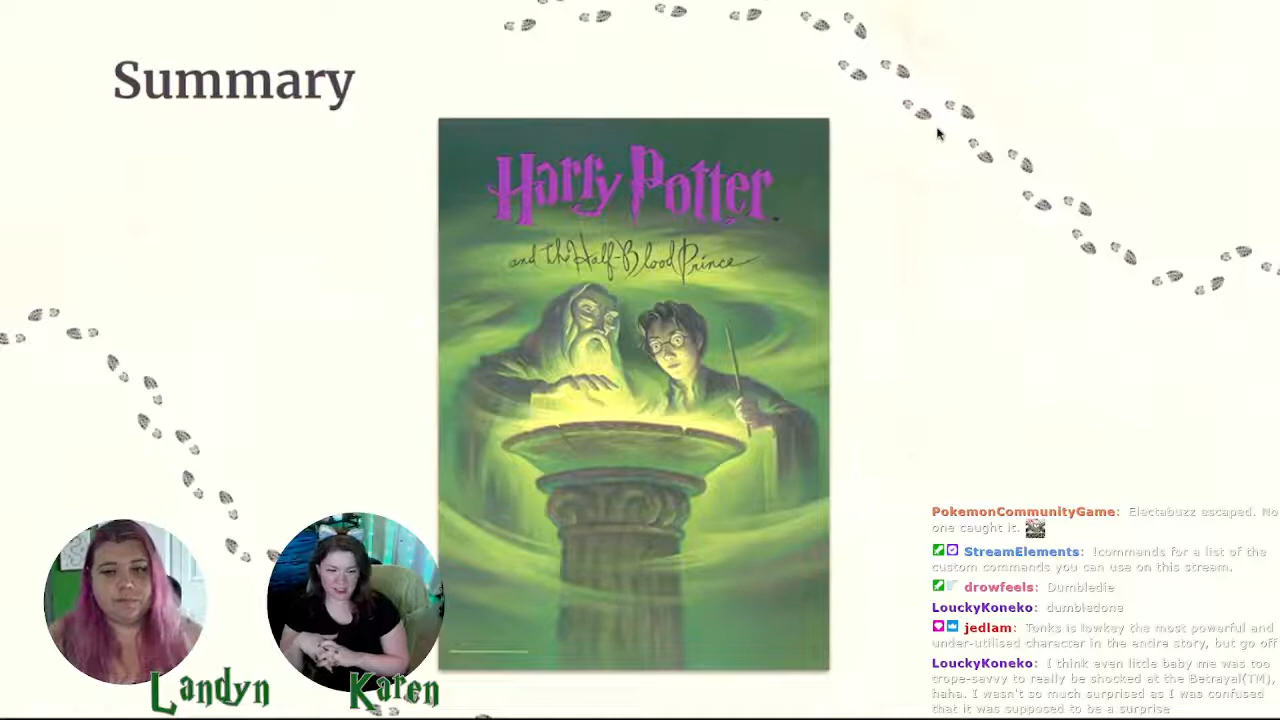 Summary
Harry Potter
and the Half-Blood Prince
Landyn
Karen
PokemonCommunityGame: Electabuzz escaped. No
one caught it.
StreamElements: !commands for a list of the
custom commands you can use on this stream.
drowfeels: Dumbledie
LouckyKoneko: dumbledone
jedlam: Tonks is lowkey the most powerful and
under-utilised character in the entire story, but go off
LouckyKoneko: I think even little baby me was too
trope-savvy to really be shocked at the Betrayal(TM),
haha. I wasn't so much surprised as I was confused
that it was supposed to be a surprise